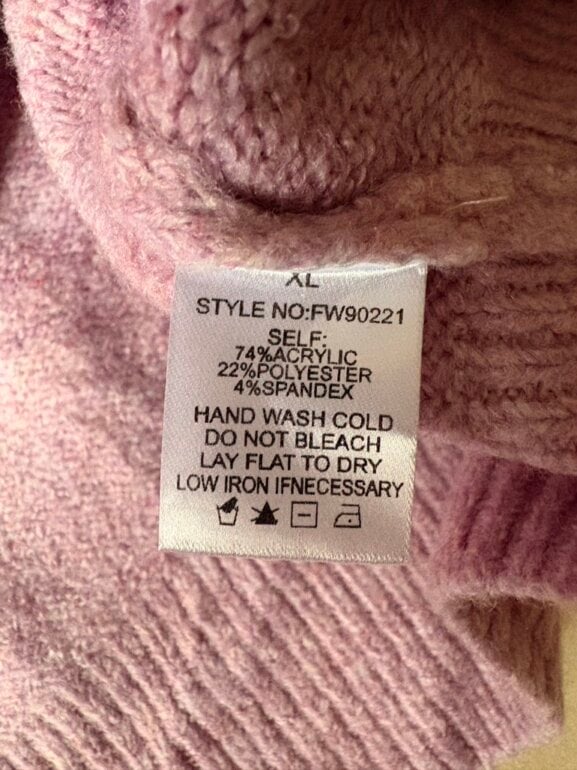 XL
STYLE NO:FW90221
SELF:
74%ACRYLIC
22%POLYESTER
4%SPANDEX
HAND WASH COLD
DO NOT BLEACH
LAY FLAT TO DRY
LOW IRON IFNECESSARY